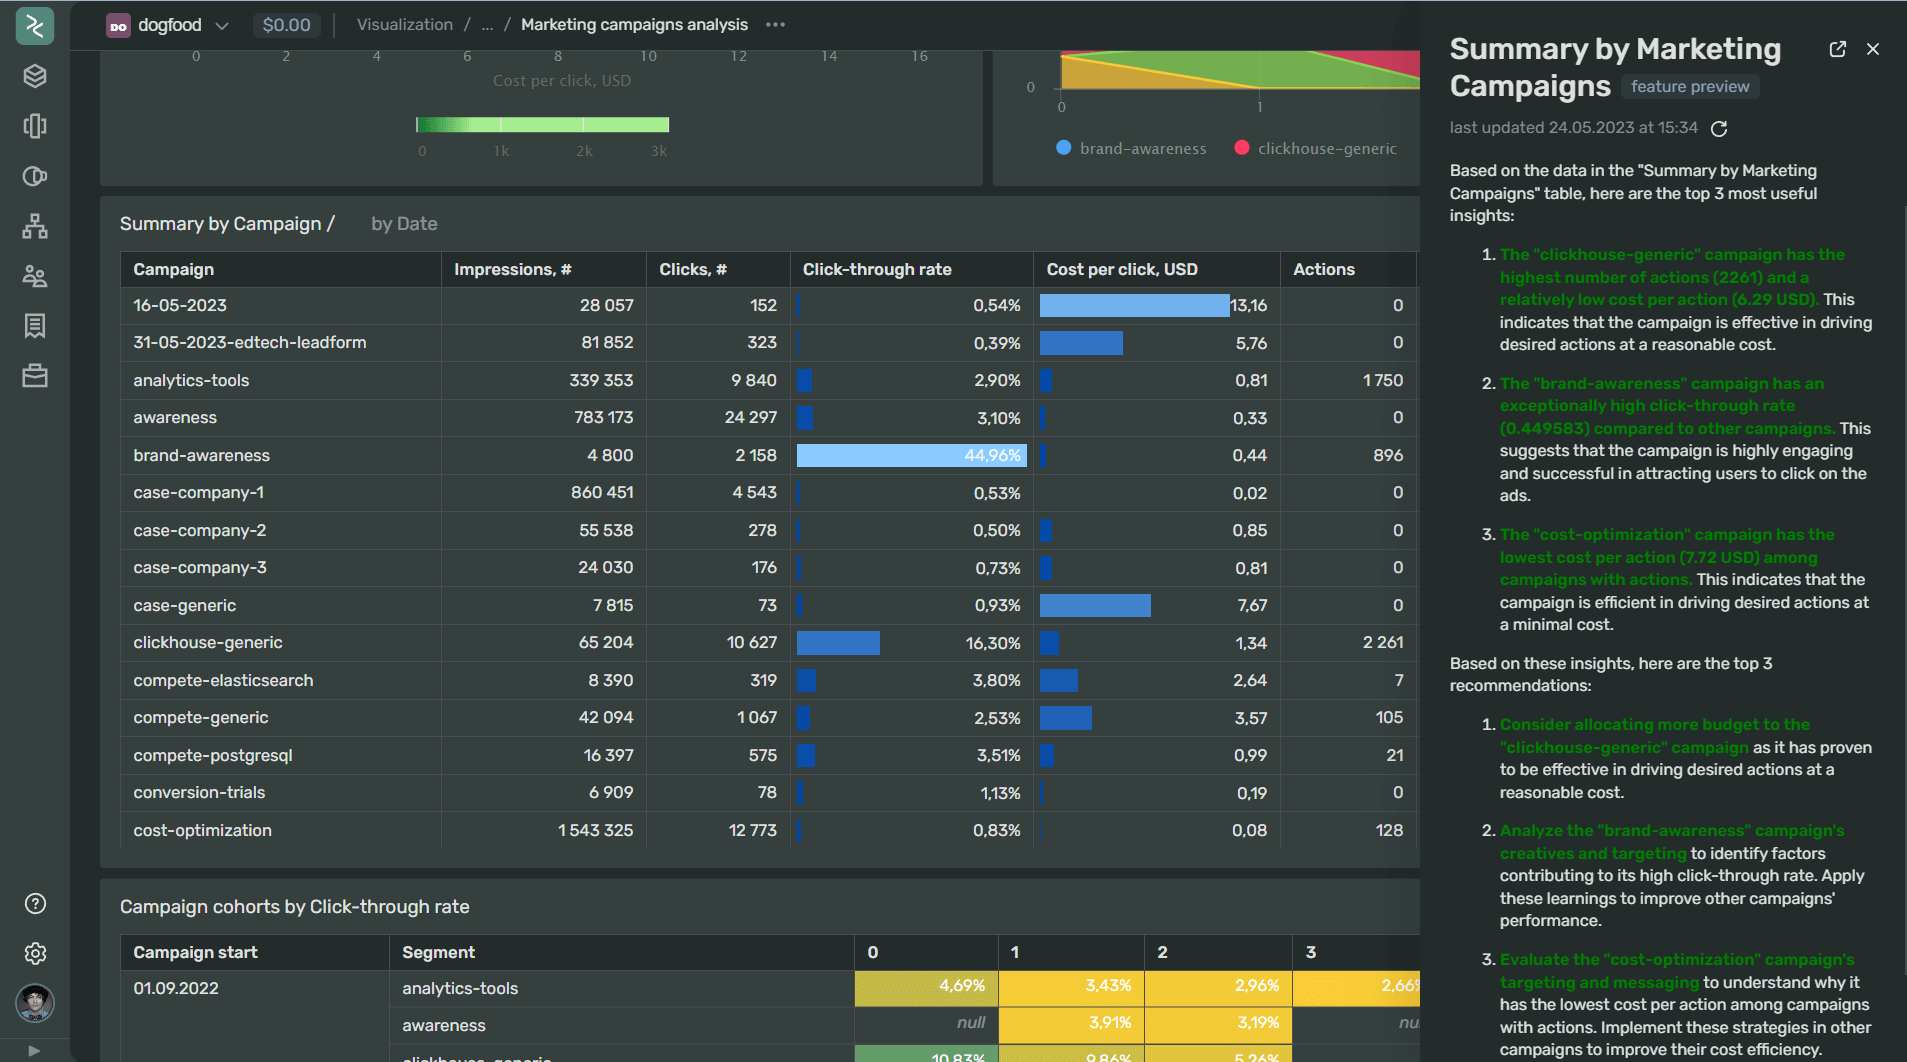 DO dogfood $0.00 Visualization / ... / Marketing campaigns analysis
0 2 4 6 8 10 12 14 16
Cost per click, USD
0 1k 2k 3k
0
0 1
brand-awareness clickhouse-generic
Summary by Campaign / by Date
Campaign Impressions, # Clicks, # Click-through rate Cost per click, USD Actions
16-05-2023 28 057 152 0,54% 13,16 0
31-05-2023-edtech-leadform 81 852 323 0,39% 5,76 0
analytics-tools 339 353 9 840 2,90% 0,81 1 750
awareness 783 173 24 297 3,10% 0,33 0
brand-awareness 4 800 2 158 44,96% 0,44 896
case-company-1 860 451 4 543 0,53% 0,02 0
case-company-2 55 538 278 0,50% 0,85 0
case-company-3 24 030 176 0,73% 0,81 0
case-generic 7 815 73 0,93% 7,67 0
clickhouse-generic 65 204 10 627 16,30% 1,34 2 261
compete-elasticsearch 8 390 319 3,80% 2,64 7
compete-generic 42 094 1 067 2,53% 3,57 105
compete-postgresql 16 397 575 3,51% 0,99 21
conversion-trials 6 909 78 1,13% 0,19 0
cost-optimization 1 543 325 12 773 0,83% 0,08 128
Campaign cohorts by Click-through rate
Campaign start Segment 0 1 2 3
01.09.2022 analytics-tools 4,69% 3,43% 2,96% 2,66%
awareness null 3,91% 3,19%
clickhouse-generic 10,83% 9,86% 5,26%
Summary by Marketing
Campaigns feature preview
last updated 24.05.2023 at 15:34
Based on the data in the "Summary by Marketing
Campaigns" table, here are the top 3 most useful
insights:
1. The "clickhouse-generic" campaign has the
highest number of actions (2261) and a
relatively low cost per action (6.29 USD). This
indicates that the campaign is effective in driving
desired actions at a reasonable cost.
2. The "brand-awareness" campaign has an
exceptionally high click-through rate
(0.449583) compared to other campaigns. This
suggests that the campaign is highly engaging
and successful in attracting users to click on the
ads.
3. The "cost-optimization" campaign has the
lowest cost per action (7.72 USD) among
campaigns with actions. This indicates that the
campaign is efficient in driving desired actions at
a minimal cost.
Based on these insights, here are the top 3
recommendations:
1. Consider allocating more budget to the
"clickhouse-generic" campaign as it has proven
to be effective in driving desired actions at a
reasonable cost.
2. Analyze the "brand-awareness" campaign's
creatives and targeting to identify factors
contributing to its high click-through rate. Apply
these learnings to improve other campaigns'
performance.
3. Evaluate the "cost-optimization" campaign's
targeting and messaging to understand why it
has the lowest cost per action among campaigns
with actions. Implement these strategies in other
campaigns to improve their cost efficiency.